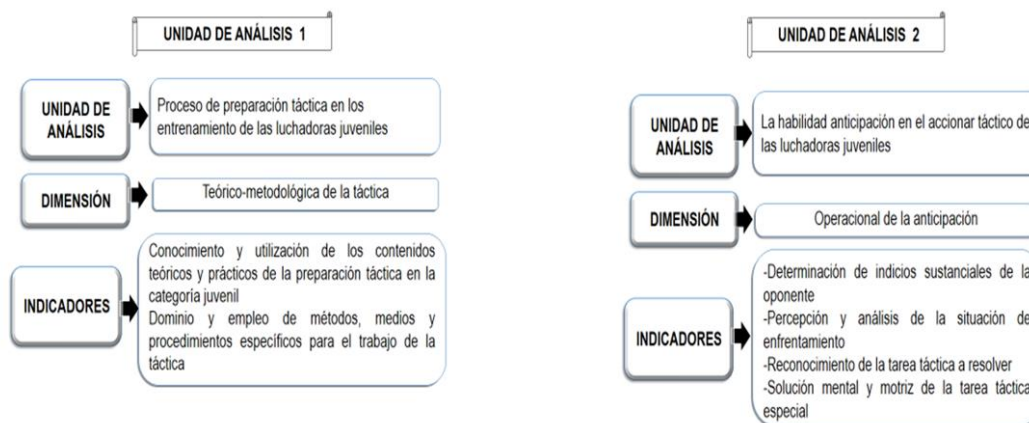 UNIDAD DE ANÁLISIS 1
UNIDAD DE
ANÁLISIS
Proceso de preparación táctica en los
entrenamiento de las luchadoras juveniles
DIMENSIÓN
Teórico-metodológica de la táctica
INDICADORES
Conocimiento y utilización de los contenidos
teóricos y prácticos de la preparación táctica en la
categoría juvenil
Dominio y empleo de métodos, medios y
procedimientos específicos para el trabajo de la
táctica
UNIDAD DE ANÁLISIS 2
UNIDAD DE
ANÁLISIS
La habilidad anticipación en el accionar táctico de
las luchadoras juveniles
DIMENSIÓN
Operacional de la anticipación
INDICADORES
-Determinación de indicios sustanciales de la
oponente
-Percepción y análisis de la situación de
enfrentamiento
-Reconocimiento de la tarea táctica a resolver
-Solución mental y motriz de la tarea táctica
especial